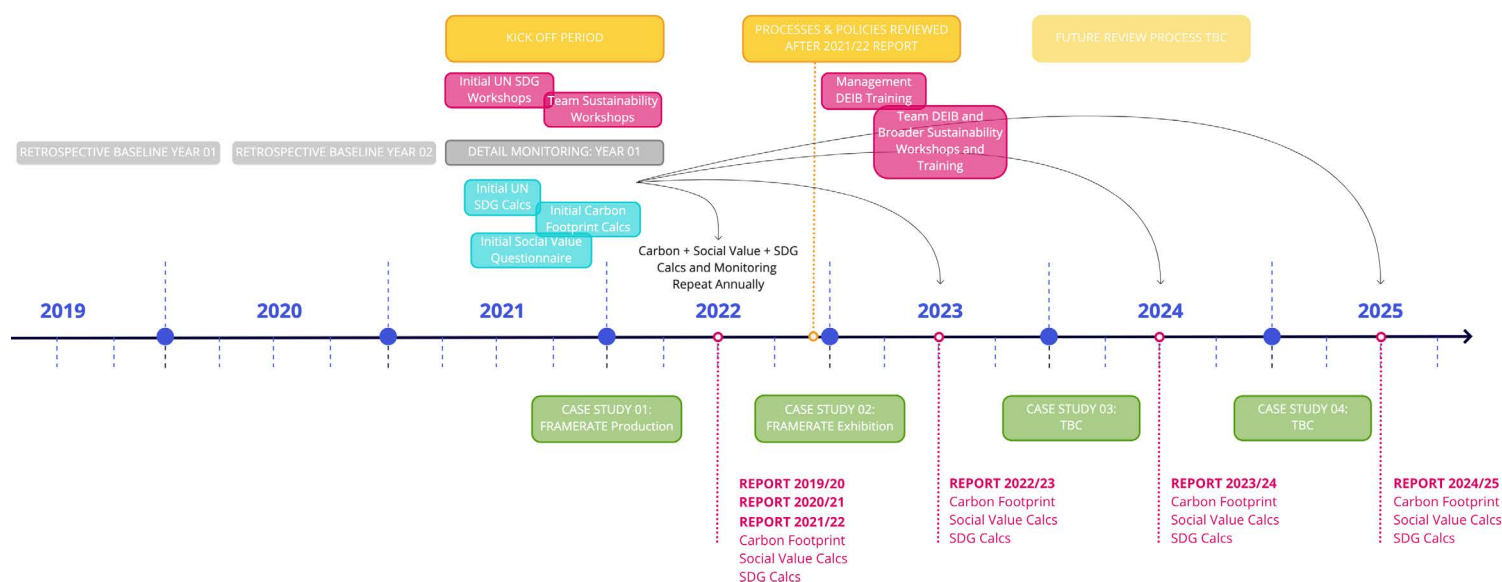 KICK OFF PERIOD
PROCESSES & POLICIES REVIEWED
AFTER 2021/22 REPORT
FUTURE REVIEW PROCESS TBC
Initial UN SDG
Workshops
Team Sustainability
Workshops
Management
DEIB Training
Team DEIB and
Broader Sustainability
Workshops and
Training
RETROSPECTIVE BASELINE YEAR 01
RETROSPECTIVE BASELINE YEAR 02
DETAIL MONITORING: YEAR 01
Initial UN
SDG Calcs
Initial Carbon
Footprint Calcs
Initial Social Value
Questionnaire
Carbon + Social Value + SDG
Calcs and Monitoring
Repeat Annually
2019
2020
2021
2022
2023
2024
2025
CASE STUDY 01:
FRAMERATE Production
CASE STUDY 02:
FRAMERATE Exhibition
CASE STUDY 03:
TBC
CASE STUDY 04:
TBC
REPORT 2019/20
REPORT 2020/21
REPORT 2021/22
Carbon Footprint
Social Value Calcs
SDG Calcs
REPORT 2022/23
Carbon Footprint
Social Value Calcs
SDG Calcs
REPORT 2023/24
Carbon Footprint
Social Value Calcs
SDG Calcs
REPORT 2024/25
Carbon Footprint
Social Value Calcs
SDG Calcs